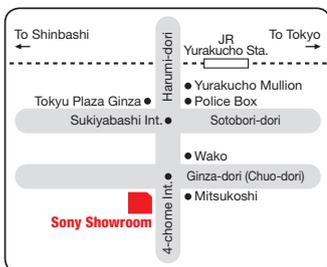 To Shinbashi
JR
Yurakucho Sta.
To Tokyo
Harumi-dori
Yurakucho Mullion
Tokyu Plaza Ginza
Police Box
Sukiyabashi Int.
Sotobori-dori
Wako
Ginza-dori (Chuo-dori)
4-chome Int.
Mitsukoshi
Sony Showroom